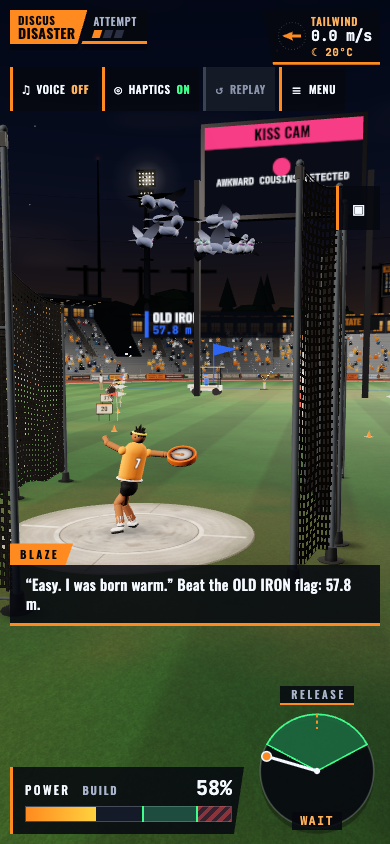 DISCUS
DISASTER
ATTEMPT
TAILWIND
0.0 m/s
☾ 20°C
♫ VOICE OFF
◎ HAPTICS ON
↺ REPLAY
≡ MENU
KISS CAM
AWKWARD COUSINS DETECTED
OLD IRON
57.8 m
20
7
BLAZE
“Easy. I was born warm.” Beat the OLD IRON flag: 57.8
m.
RELEASE
POWER BUILD 58%
WAIT